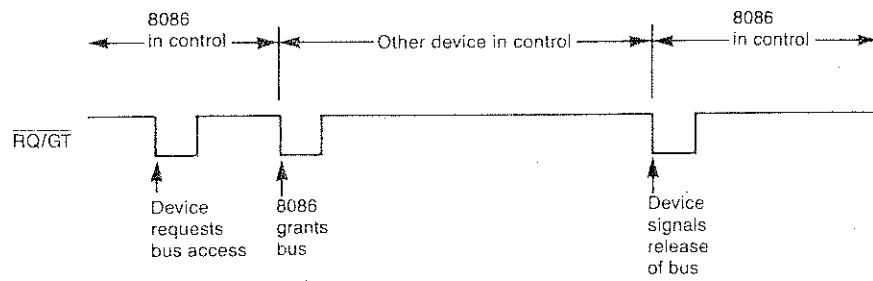 8086
in control
Other device in control
8086
in control
RQ/GT
Device
requests
bus access
8086
grants
bus
Device
signals
release
of bus